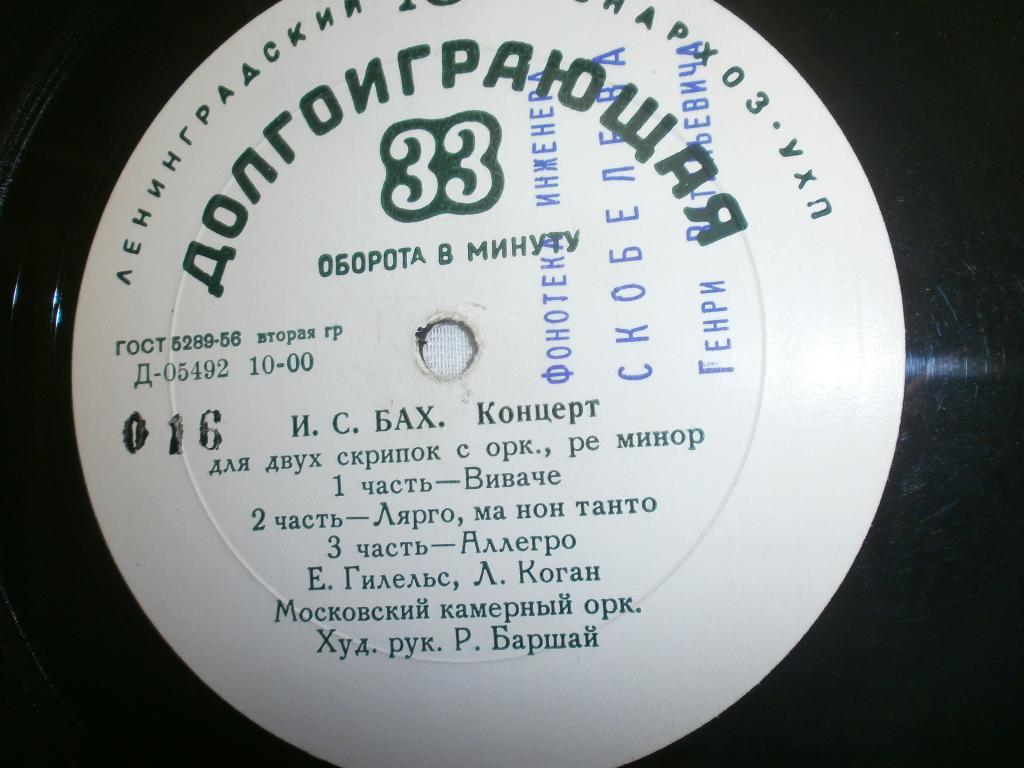 ЛЕНИНГРАДСКИЙ СОВНАРХОЗ · УХП
ДОЛГОИГРАЮЩАЯ
33
ОБОРОТА В МИНУТУ
ГОСТ 5289-56 вторая гр
Д-05492 10-00
016
И. С. БАХ. Концерт
для двух скрипок с орк., ре минор
1 часть—Виваче
2 часть—Лярго, ма нон танто
3 часть—Аллегро
Е. Гилельс, Л. Коган
Московский камерный орк.
Худ. рук. Р. Баршай
ФОНОТЕКА ИНЖЕНЕРА
СКОБЕЛЕВА
ГЕНРИ